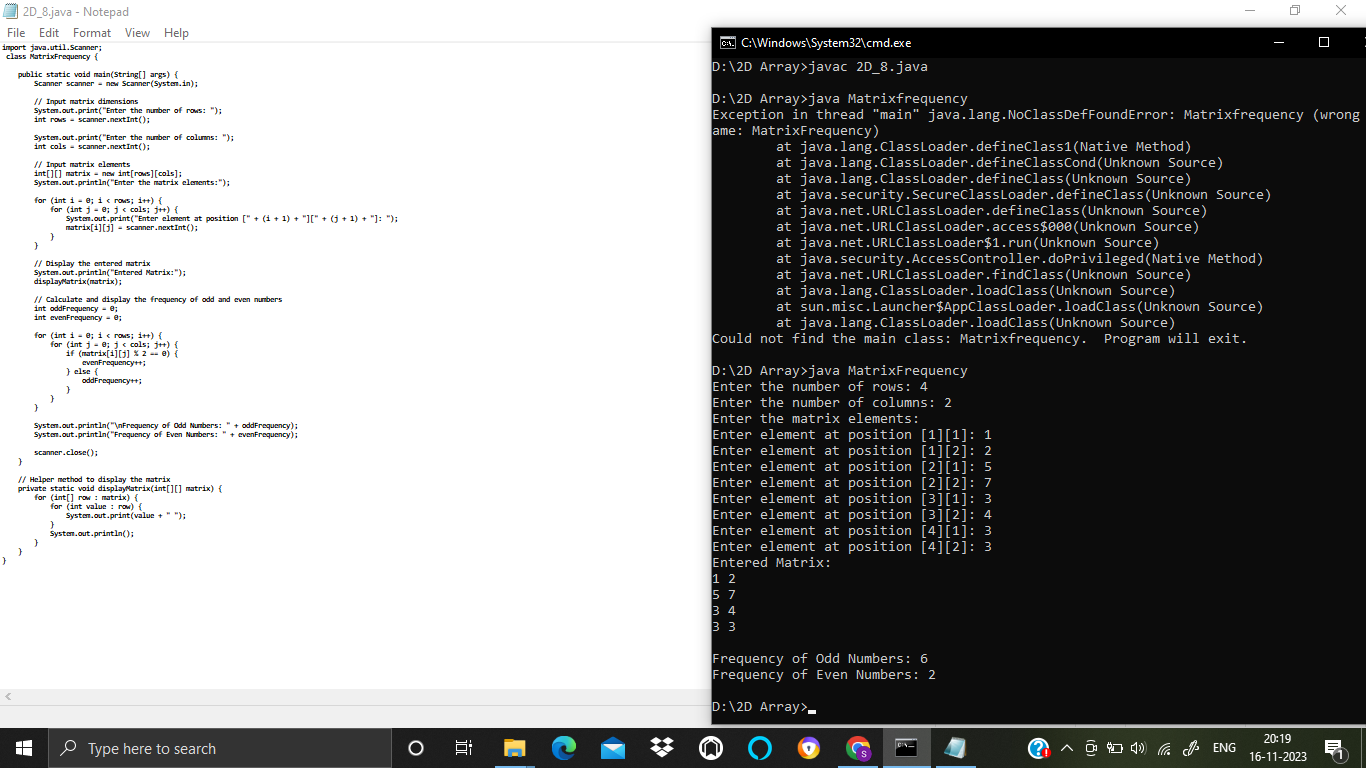 2D_8.java - Notepad
File Edit Format View Help
import java.util.Scanner;
class MatrixFrequency {
public static void main(String[] args) {
Scanner scanner = new Scanner(System.in);
// Input matrix dimensions
System.out.print("Enter the number of rows: ");
int rows = scanner.nextInt();
System.out.print("Enter the number of columns: ");
int cols = scanner.nextInt();
// Input matrix elements
int[][] matrix = new int[rows][cols];
System.out.println("Enter the matrix elements:");
for (int i = 0; i < rows; i++) {
for (int j = 0; j < cols; j++) {
System.out.print("Enter element at position [" + (i + 1) + "][" + (j + 1) + "]: ");
matrix[i][j] = scanner.nextInt();
}
}
// Display the entered matrix
System.out.println("Entered Matrix:");
displayMatrix(matrix);
// Calculate and display the frequency of odd and even numbers
int oddFrequency = 0;
int evenFrequency = 0;
for (int i = 0; i < rows; i++) {
for (int j = 0; j < cols; j++) {
if (matrix[i][j] % 2 == 0) {
evenFrequency++;
} else {
oddFrequency++;
}
}
}
System.out.println("\nFrequency of Odd Numbers: " + oddFrequency);
System.out.println("Frequency of Even Numbers: " + evenFrequency);
scanner.close();
}
// Helper method to display the matrix
private static void displayMatrix(int[][] matrix) {
for (int[] row : matrix) {
for (int value : row) {
System.out.print(value + " ");
}
System.out.println();
}
}
}
C:\Windows\System32\cmd.exe
D:\2D Array>javac 2D_8.java
D:\2D Array>java Matrixfrequency
Exception in thread "main" java.lang.NoClassDefFoundError: Matrixfrequency (wrong
ame: MatrixFrequency)
at java.lang.ClassLoader.defineClass1(Native Method)
at java.lang.ClassLoader.defineClassCond(Unknown Source)
at java.lang.ClassLoader.defineClass(Unknown Source)
at java.security.SecureClassLoader.defineClass(Unknown Source)
at java.net.URLClassLoader.defineClass(Unknown Source)
at java.net.URLClassLoader.access$000(Unknown Source)
at java.net.URLClassLoader$1.run(Unknown Source)
at java.security.AccessController.doPrivileged(Native Method)
at java.net.URLClassLoader.findClass(Unknown Source)
at java.lang.ClassLoader.loadClass(Unknown Source)
at sun.misc.Launcher$AppClassLoader.loadClass(Unknown Source)
at java.lang.ClassLoader.loadClass(Unknown Source)
Could not find the main class: Matrixfrequency. Program will exit.
D:\2D Array>java MatrixFrequency
Enter the number of rows: 4
Enter the number of columns: 2
Enter the matrix elements:
Enter element at position [1][1]: 1
Enter element at position [1][2]: 2
Enter element at position [2][1]: 5
Enter element at position [2][2]: 7
Enter element at position [3][1]: 3
Enter element at position [3][2]: 4
Enter element at position [4][1]: 3
Enter element at position [4][2]: 3
Entered Matrix:
1 2
5 7
3 4
3 3
Frequency of Odd Numbers: 6
Frequency of Even Numbers: 2
D:\2D Array>
Type here to search
ENG
20:19
16-11-2023
1